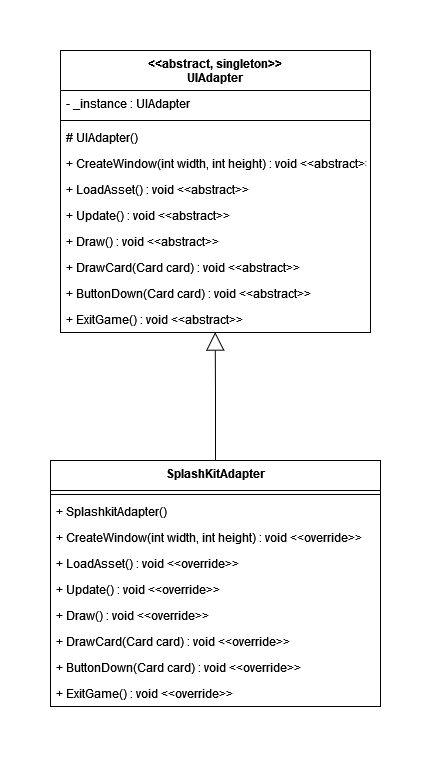 <<abstract, singleton>>
UIAdapter
- _instance : UIAdapter
# UIAdapter()
+ CreateWindow(int width, int height) : void <<abstract>
+ LoadAsset() : void <<abstract>>
+ Update() : void <<abstract>>
+ Draw() : void <<abstract>>
+ DrawCard(Card card) : void <<abstract>>
+ ButtonDown(Card card) : void <<abstract>>
+ ExitGame() : void <<abstract>>
SplashKitAdapter
+ SplashkitAdapter()
+ CreateWindow(int width, int height) : void <<override>>
+ LoadAsset() : void <<override>>
+ Update() : void <<override>>
+ Draw() : void <<override>>
+ DrawCard(Card card) : void <<override>>
+ ButtonDown(Card card) : void <<override>>
+ ExitGame() : void <<override>>